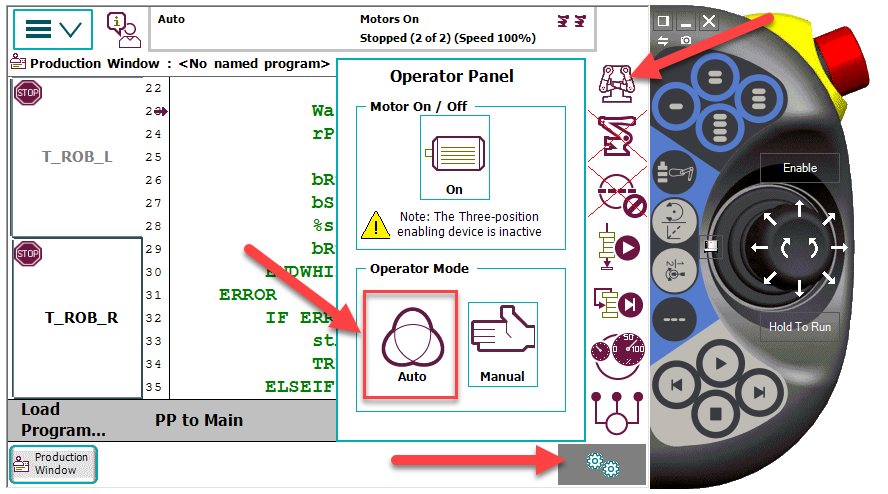 Auto
Motors On
Stopped (2 of 2) (Speed 100%)
Production Window : <No named program>
Operator Panel
Motor On / Off
On
Note: The Three-position
enabling device is inactive
Operator Mode
Auto
Manual
STOP
T_ROB_L
STOP
T_ROB_R
22
23
24
25
26
27
28
29
30
31
32
33
34
35
Wa
rP
bR
bS
%s
bR
ENDWHI
ERROR
IF ERR
st
TR
ELSEIF
Load
Program...
PP to Main
Production
Window
50
0
100
Enable
Hold To Run